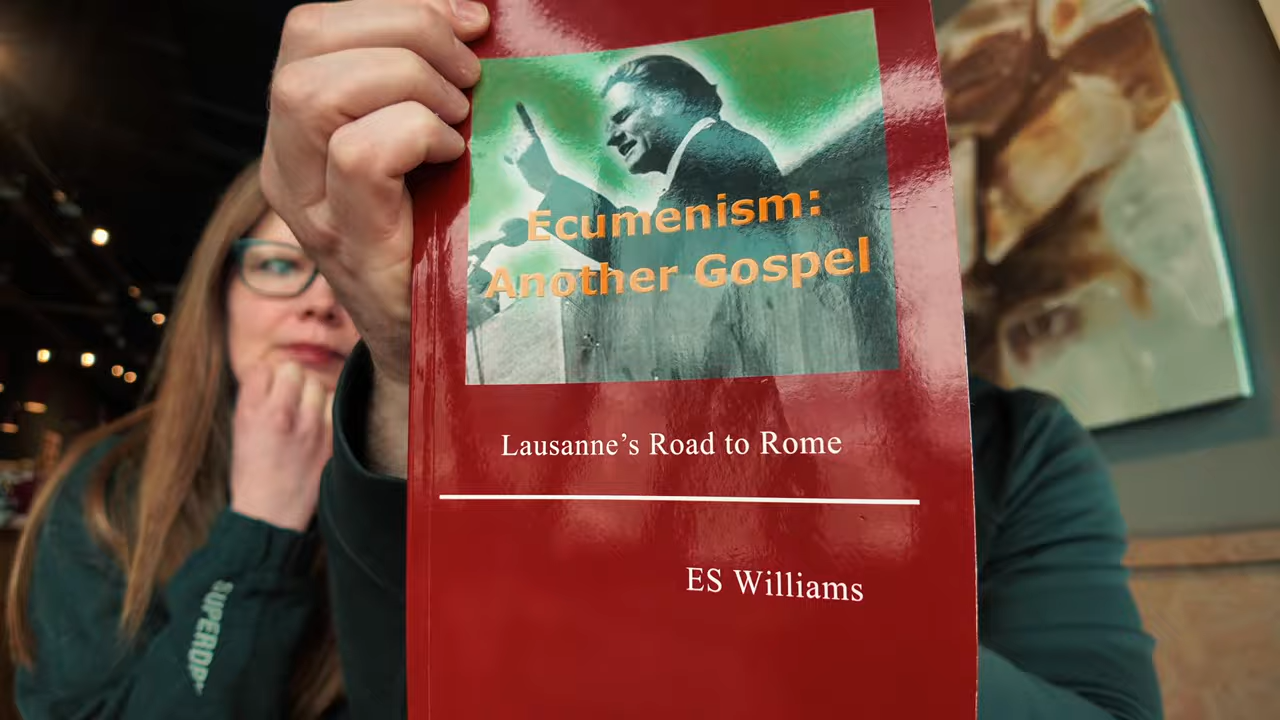 Ecumenism:
Another Gospel
Lausanne's Road to Rome
ES Williams
SUPERDRY